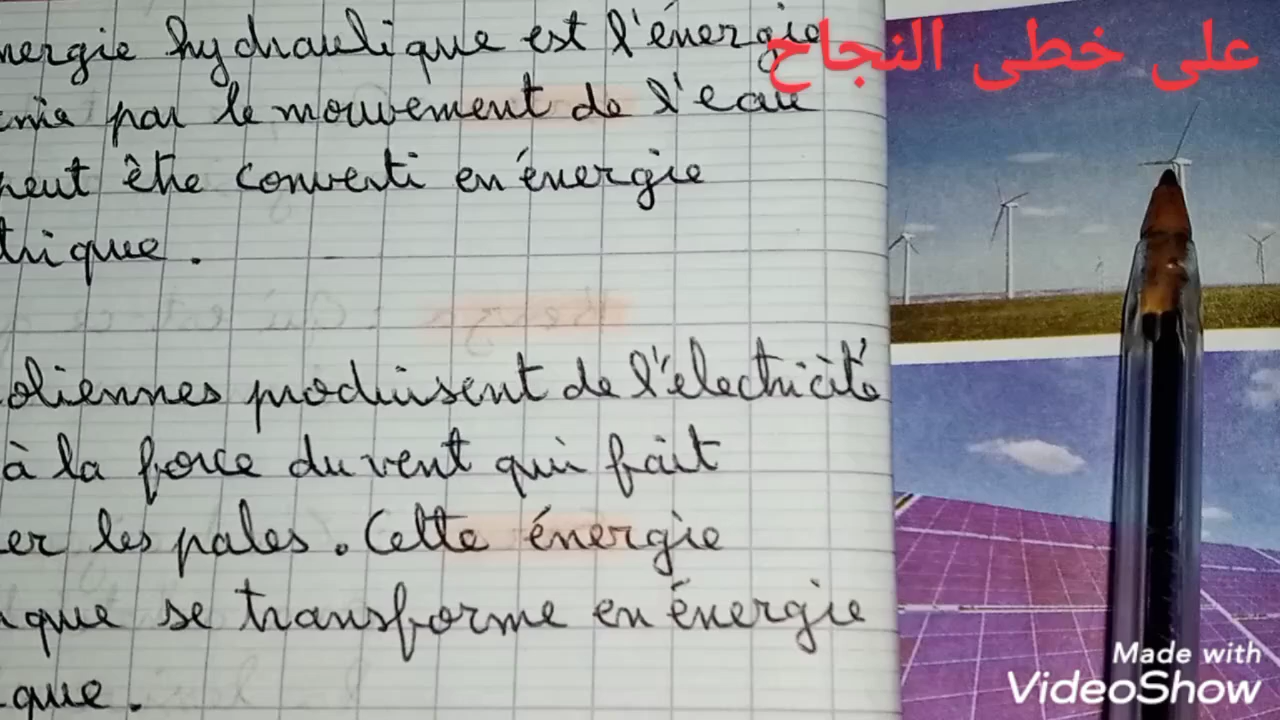 nergie hydraulique est l'énergie
على خطى النجاح
par le mouvement de l'eau
peut être converti en énergie
trique.
oliennes produisent de l'électricité
à la force du vent qui fait
er les pales. Cette énergie
que se transforme en énergie
que.
Made with
VideoShow